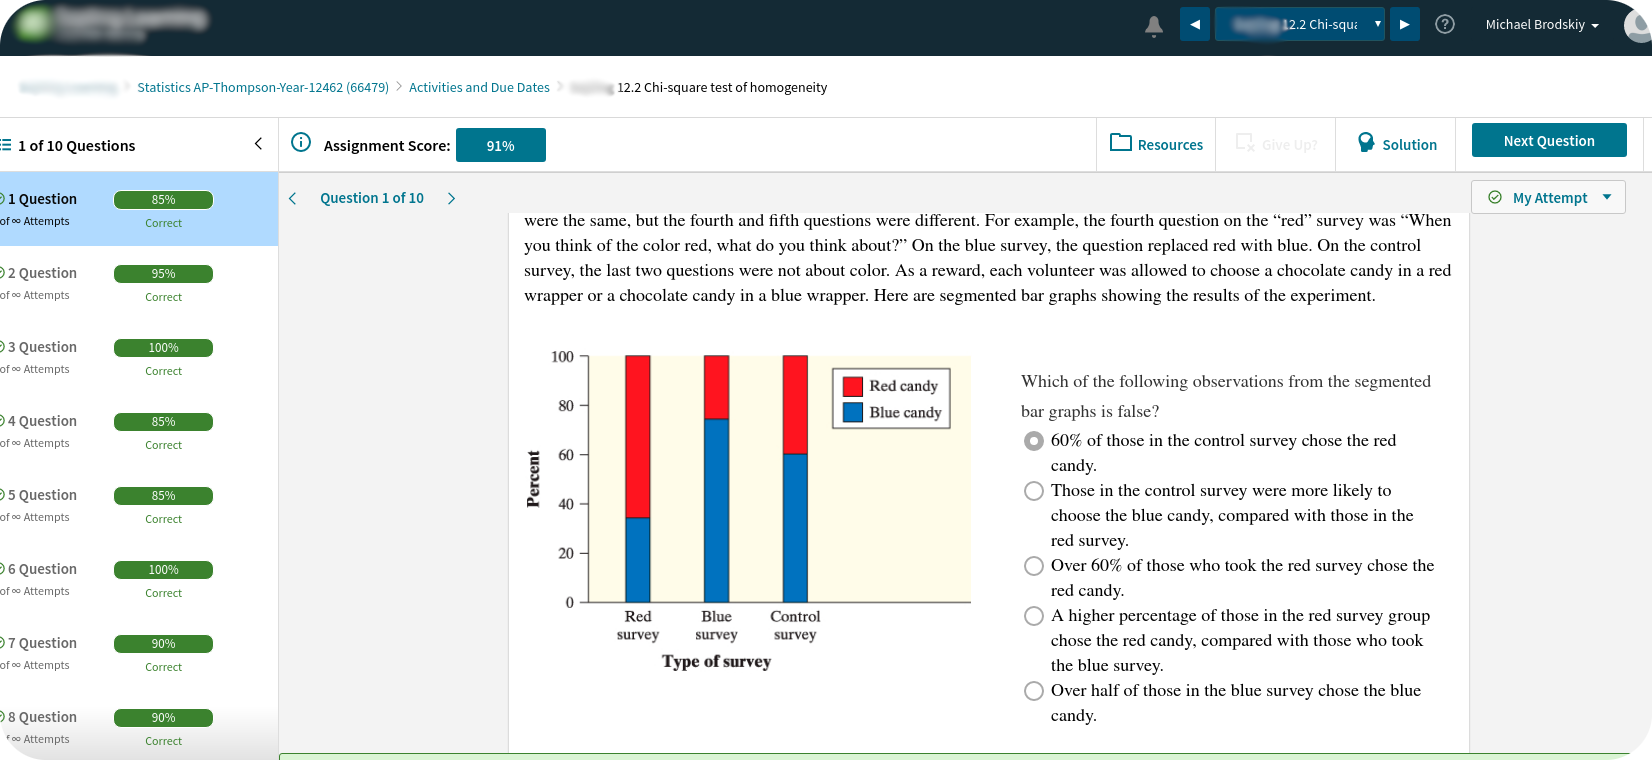 12.2 Chi-squa
Michael Brodskiy
Statistics AP-Thompson-Year-12462 (66479) > Activities and Due Dates > 12.2 Chi-square test of homogeneity
1 of 10 Questions
Assignment Score: 91%
Resources
Give Up?
Solution
Next Question
Question 1 of 10
My Attempt
1 Question 85%
of ∞ Attempts Correct
2 Question 95%
of ∞ Attempts Correct
3 Question 100%
of ∞ Attempts Correct
4 Question 85%
of ∞ Attempts Correct
5 Question 85%
of ∞ Attempts Correct
6 Question 100%
of ∞ Attempts Correct
7 Question 90%
of ∞ Attempts Correct
8 Question 90%
of ∞ Attempts Correct
were the same, but the fourth and fifth questions were different. For example, the fourth question on the “red” survey was “When
you think of the color red, what do you think about?” On the blue survey, the question replaced red with blue. On the control
survey, the last two questions were not about color. As a reward, each volunteer was allowed to choose a chocolate candy in a red
wrapper or a chocolate candy in a blue wrapper. Here are segmented bar graphs showing the results of the experiment.
100
80
60
40
20
0
Percent
Red candy
Blue candy
Red survey
Blue survey
Control survey
Type of survey
Which of the following observations from the segmented
bar graphs is false?
60% of those in the control survey chose the red
candy.
Those in the control survey were more likely to
choose the blue candy, compared with those in the
red survey.
Over 60% of those who took the red survey chose the
red candy.
A higher percentage of those in the red survey group
chose the red candy, compared with those who took
the blue survey.
Over half of those in the blue survey chose the blue
candy.